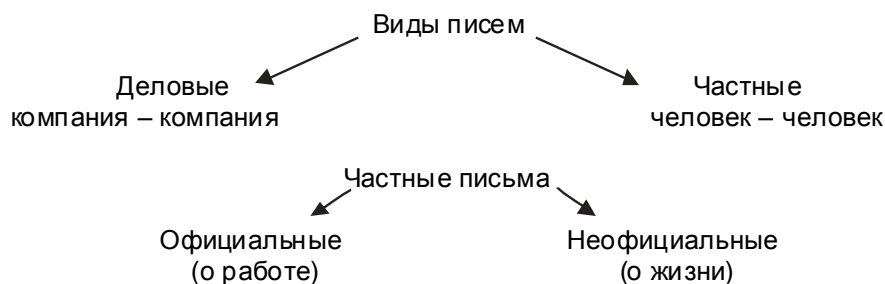 Виды писем
Деловые
компания – компания
Частные
человек – человек
Частные письма
Официальные
(о работе)
Неофициальные
(о жизни)